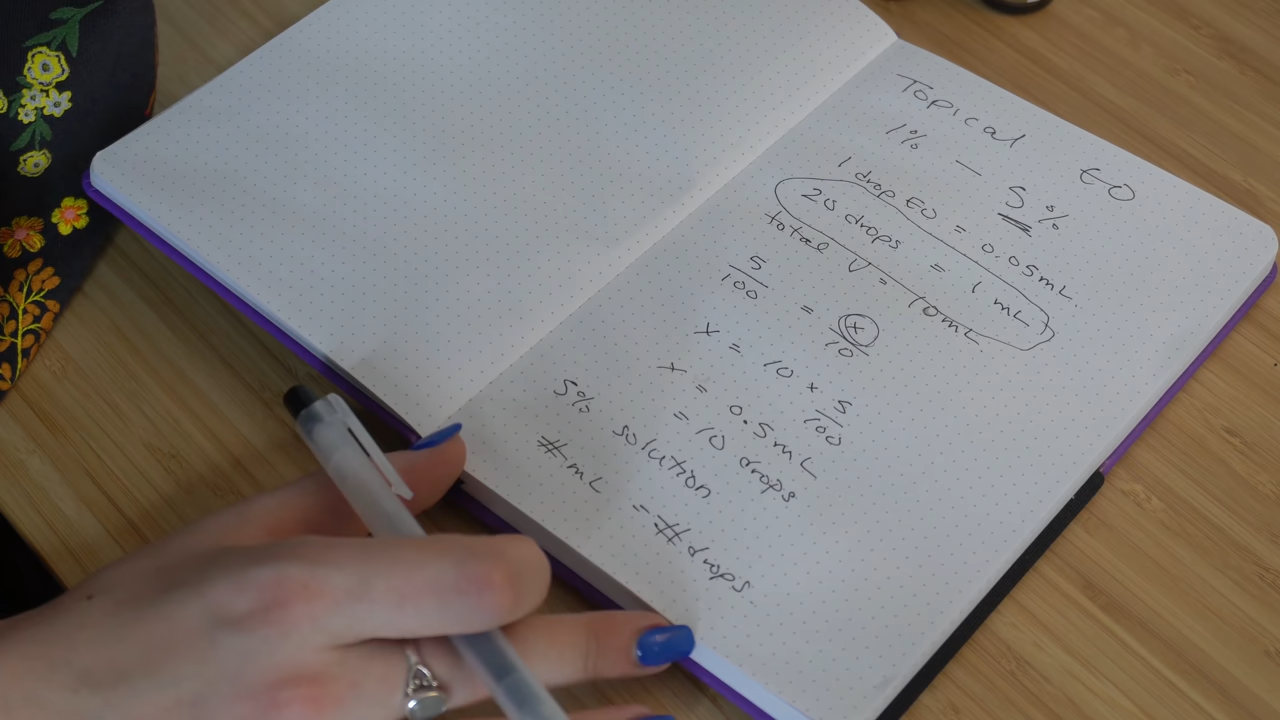 Topical EO
1% - 5%
1 drop EO = 0.05mL.
20 drops = 1 mL
total V = 10mL
5/100 = x/10
x = 10 × 5/100
x = 0.5mL
= 10 drops
5% solution
#mL = #drops.